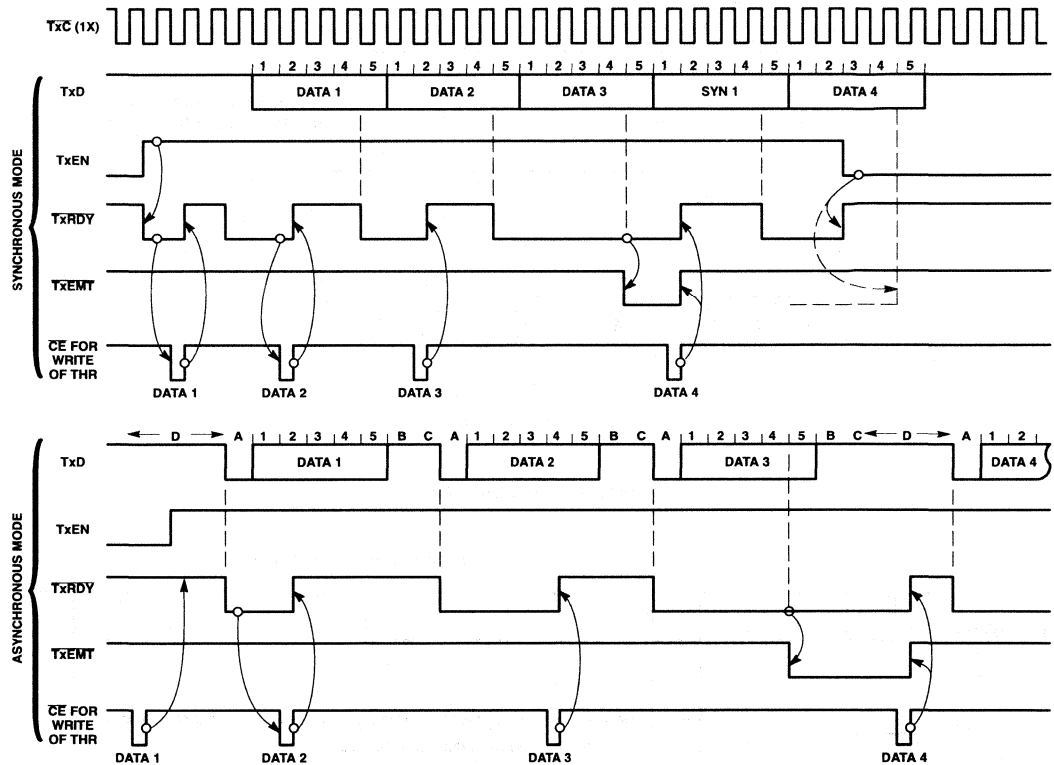 TxC (1X)
1 2 3 4 5 1 2 3 4 5 1 2 3 4 5 1 2 3 4 5 1 2 3 4 5
TxD DATA 1 DATA 2 DATA 3 SYN 1 DATA 4
SYNCHRONOUS MODE
TxEN
TxRDY
TxEMT
CE FOR
WRITE
OF THR
DATA 1 DATA 2 DATA 3 DATA 4
D A 1 2 3 4 5 B C A 1 2 3 4 5 B C A 1 2 3 4 5 B C D A 1 2
TxD DATA 1 DATA 2 DATA 3 DATA 4
ASYNCHRONOUS MODE
TxEN
TxRDY
TxEMT
CE FOR
WRITE
OF THR
DATA 1 DATA 2 DATA 3 DATA 4